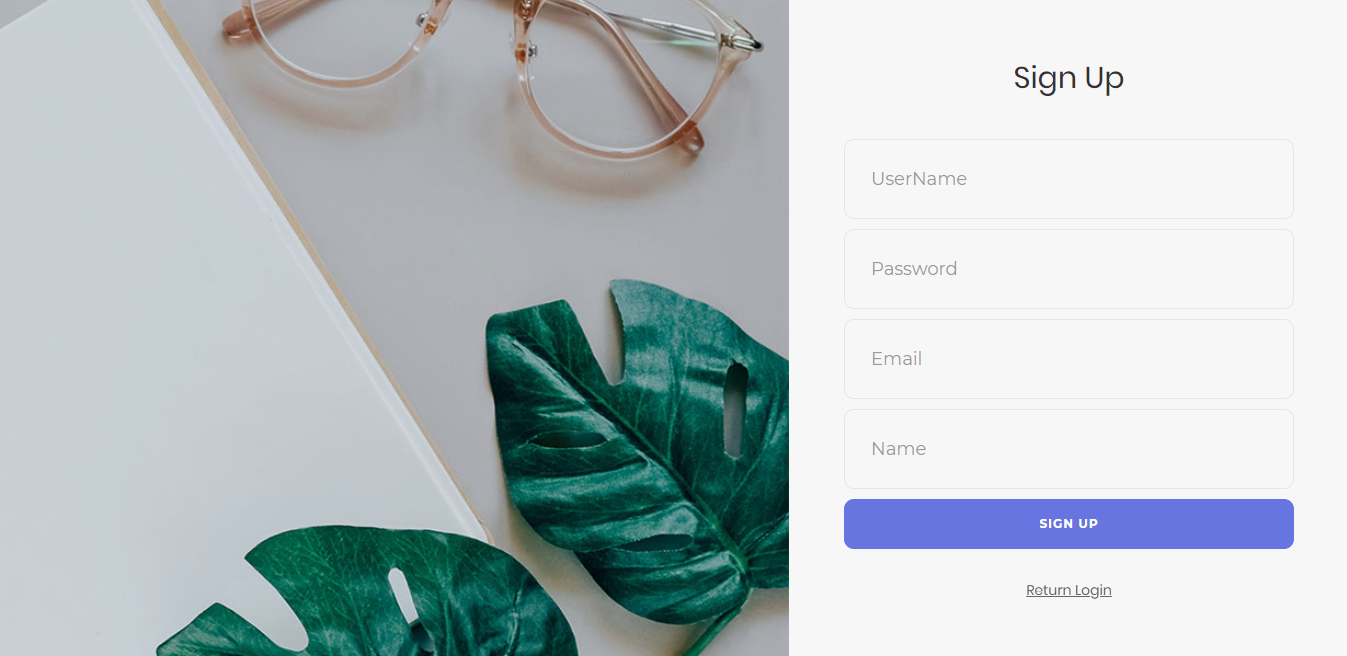 Sign Up
UserName
Password
Email
Name
SIGN UP
Return Login